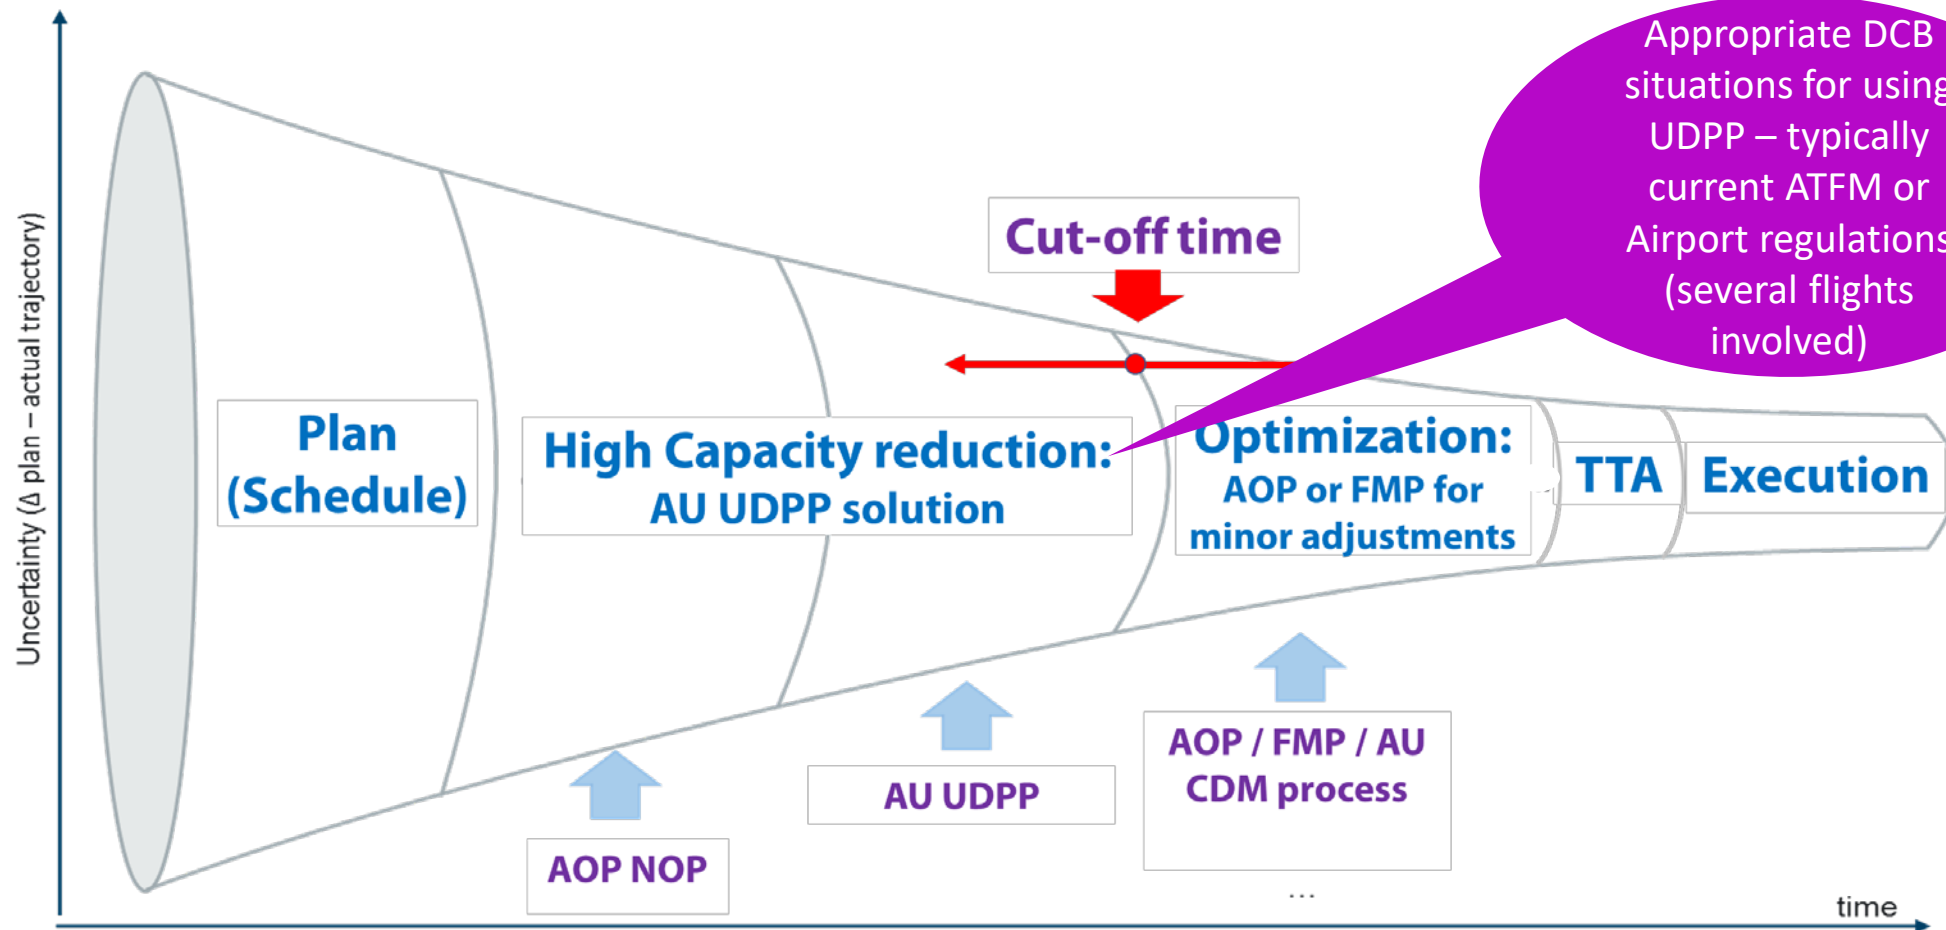 Appropriate DCB
situations for using
UDPP – typically
current ATFM or
Airport regulations
(several flights
involved)
Cut-off time
Uncertainty (Δ plan – actual trajectory)
Plan
(Schedule)
High Capacity reduction:
AU UDPP solution
Optimization:
AOP or FMP for
minor adjustments
TTA
Execution
AOP NOP
AU UDPP
AOP / FMP / AU
CDM process
...
time